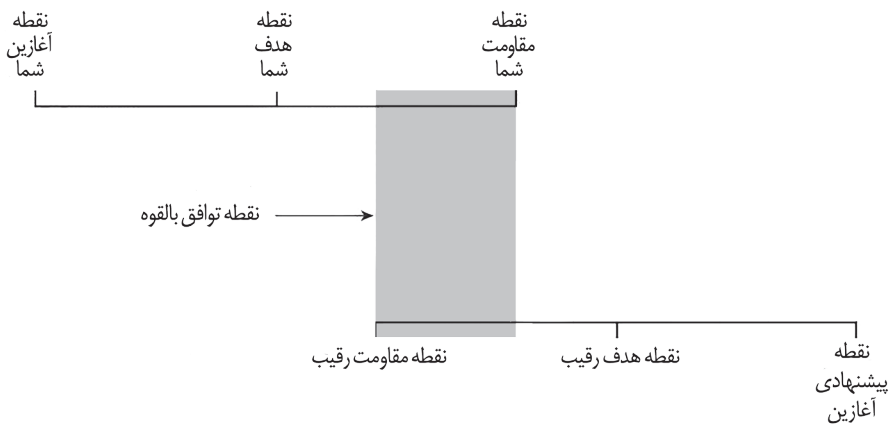 نقطه
آغازین
شما
نقطه
هدف
شما
نقطه
مقاومت
شما
نقطه توافق بالقوه
نقطه مقاومت رقیب
نقطه هدف رقیب
نقطه
پیشنهادی
آغازین